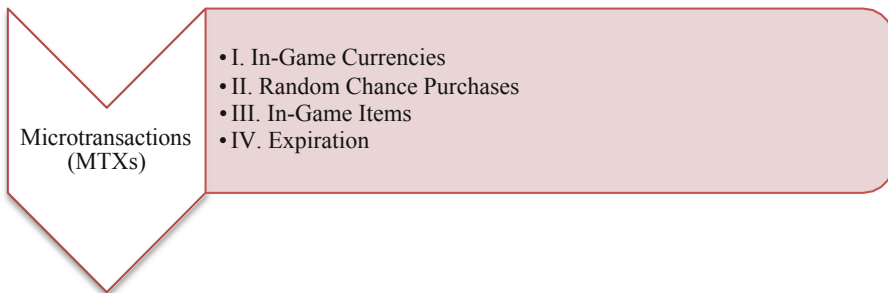 Microtransactions
(MTXs)
• I. In-Game Currencies
• II. Random Chance Purchases
• III. In-Game Items
• IV. Expiration